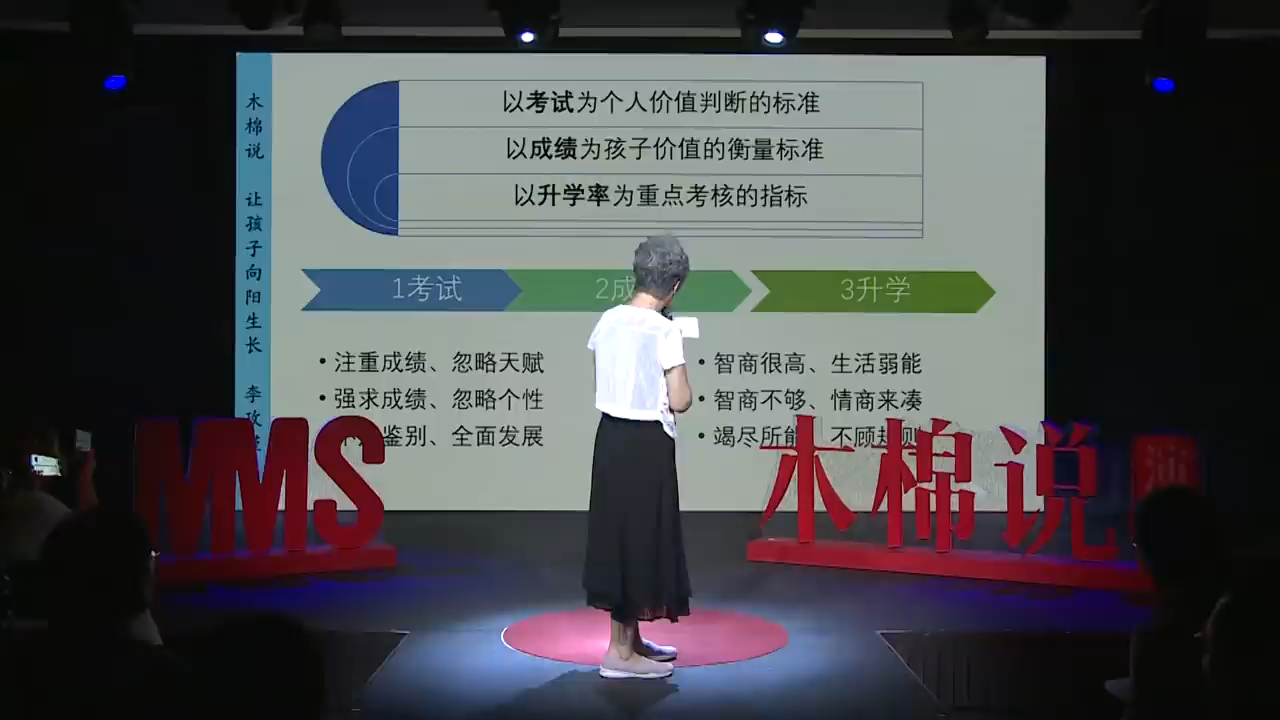 木棉说 让孩子向阳生长 李玫
以考试为个人价值判断的标准
以成绩为孩子价值的衡量标准
以升学率为重点考核的指标
1考试
2成
3升学
•注重成绩、忽略天赋
•强求成绩、忽略个性
鉴别、全面发展
•智商很高、生活弱能
•智商不够、情商来凑
•竭尽所能 不顾规则
MMS
木棉说
演